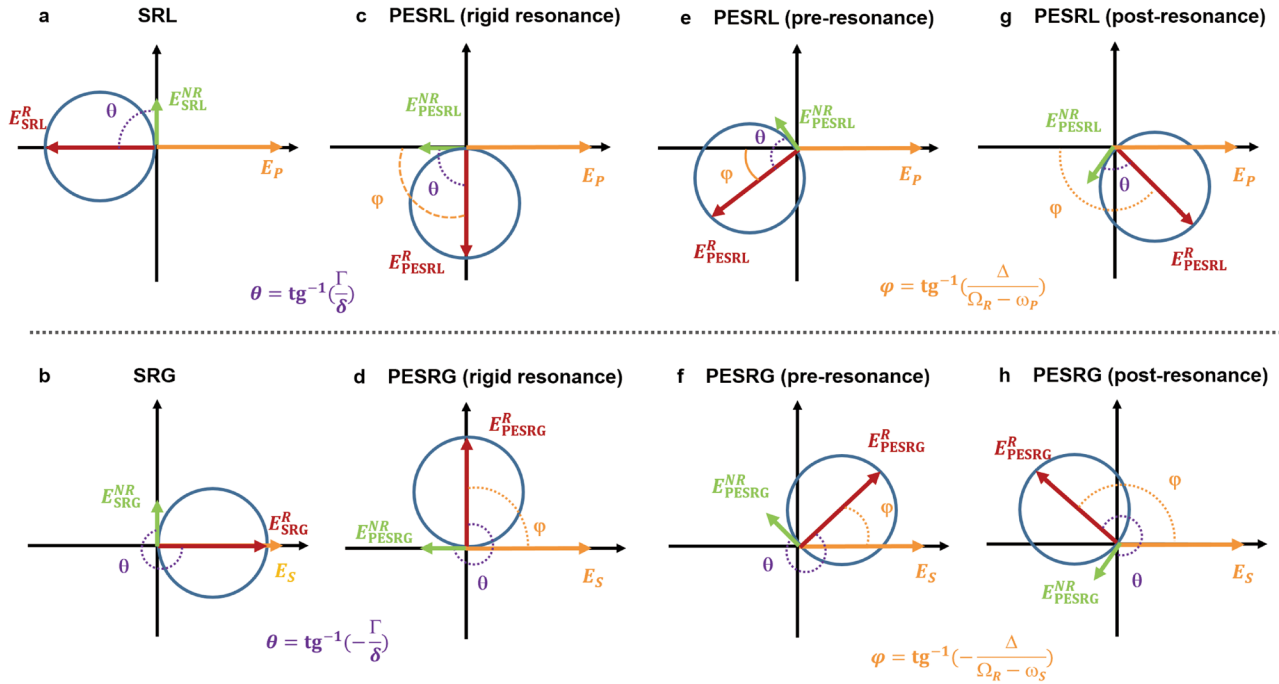 a SRL
E^R_SRL
θ
E^NR_SRL
E_P
c PESRL (rigid resonance)
E^NR_PESRL
θ
φ
E_P
E^R_PESRL
e PESRL (pre-resonance)
E^NR_PESRL
θ
φ
E_P
E^R_PESRL
g PESRL (post-resonance)
E^NR_PESRL
θ
φ
E_P
E^R_PESRL
θ = tg⁻¹(Γ/δ)
φ = tg⁻¹(Δ/(Ω_R − ω_P))
b SRG
E^NR_SRG
E^R_SRG
θ
E_S
d PESRG (rigid resonance)
E^R_PESRG
E^NR_PESRG
φ
θ
E_S
f PESRG (pre-resonance)
E^R_PESRG
E^NR_PESRG
φ
θ
E_S
h PESRG (post-resonance)
E^R_PESRG
φ
E^NR_PESRG
θ
E_S
θ = tg⁻¹(−Γ/δ)
φ = tg⁻¹(−Δ/(Ω_R − ω_S))